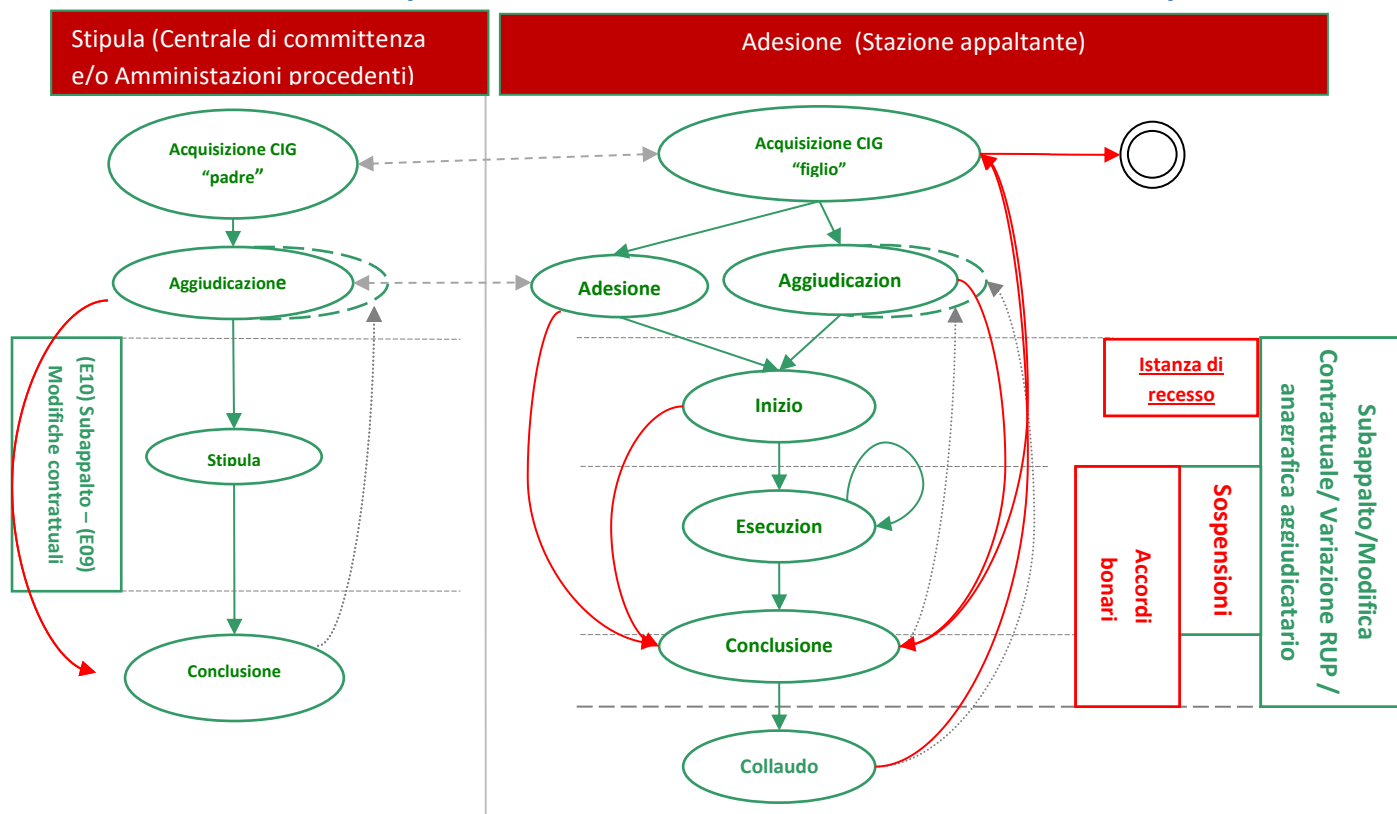 Stipula (Centrale di committenza
e/o Amministazioni procedenti)
Adesione (Stazione appaltante)
Acquisizione CIG
“padre”
Acquisizione CIG
“figlio”
Aggiudicazione
Adesione
Aggiudicazion
(E10) Subappalto – (E09)
Modifiche contrattuali
Istanza di
recesso
Subappalto/Modifica
Contrattuale/ Variazione RUP /
anagrafica aggiudicatario
Inizio
Stipula
Sospensioni
Esecuzion
Accordi
bonari
Conclusione
Conclusione
Collaudo